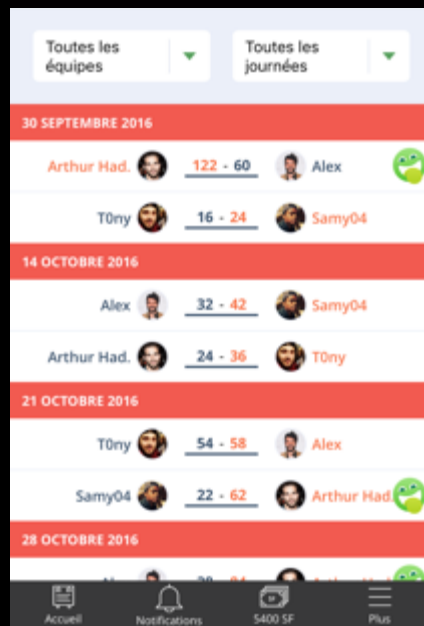 Toutes les
équipes
Toutes les
journées
30 SEPTEMBRE 2016
Arthur Had. 122 - 60 Alex
T0ny 16 - 24 Samy04
14 OCTOBRE 2016
Alex 32 - 42 Samy04
Arthur Had. 24 - 36 T0ny
21 OCTOBRE 2016
T0ny 54 - 58 Alex
Samy04 22 - 62 Arthur Had.
28 OCTOBRE 2016
Accueil Notifications 5400 SF Plus